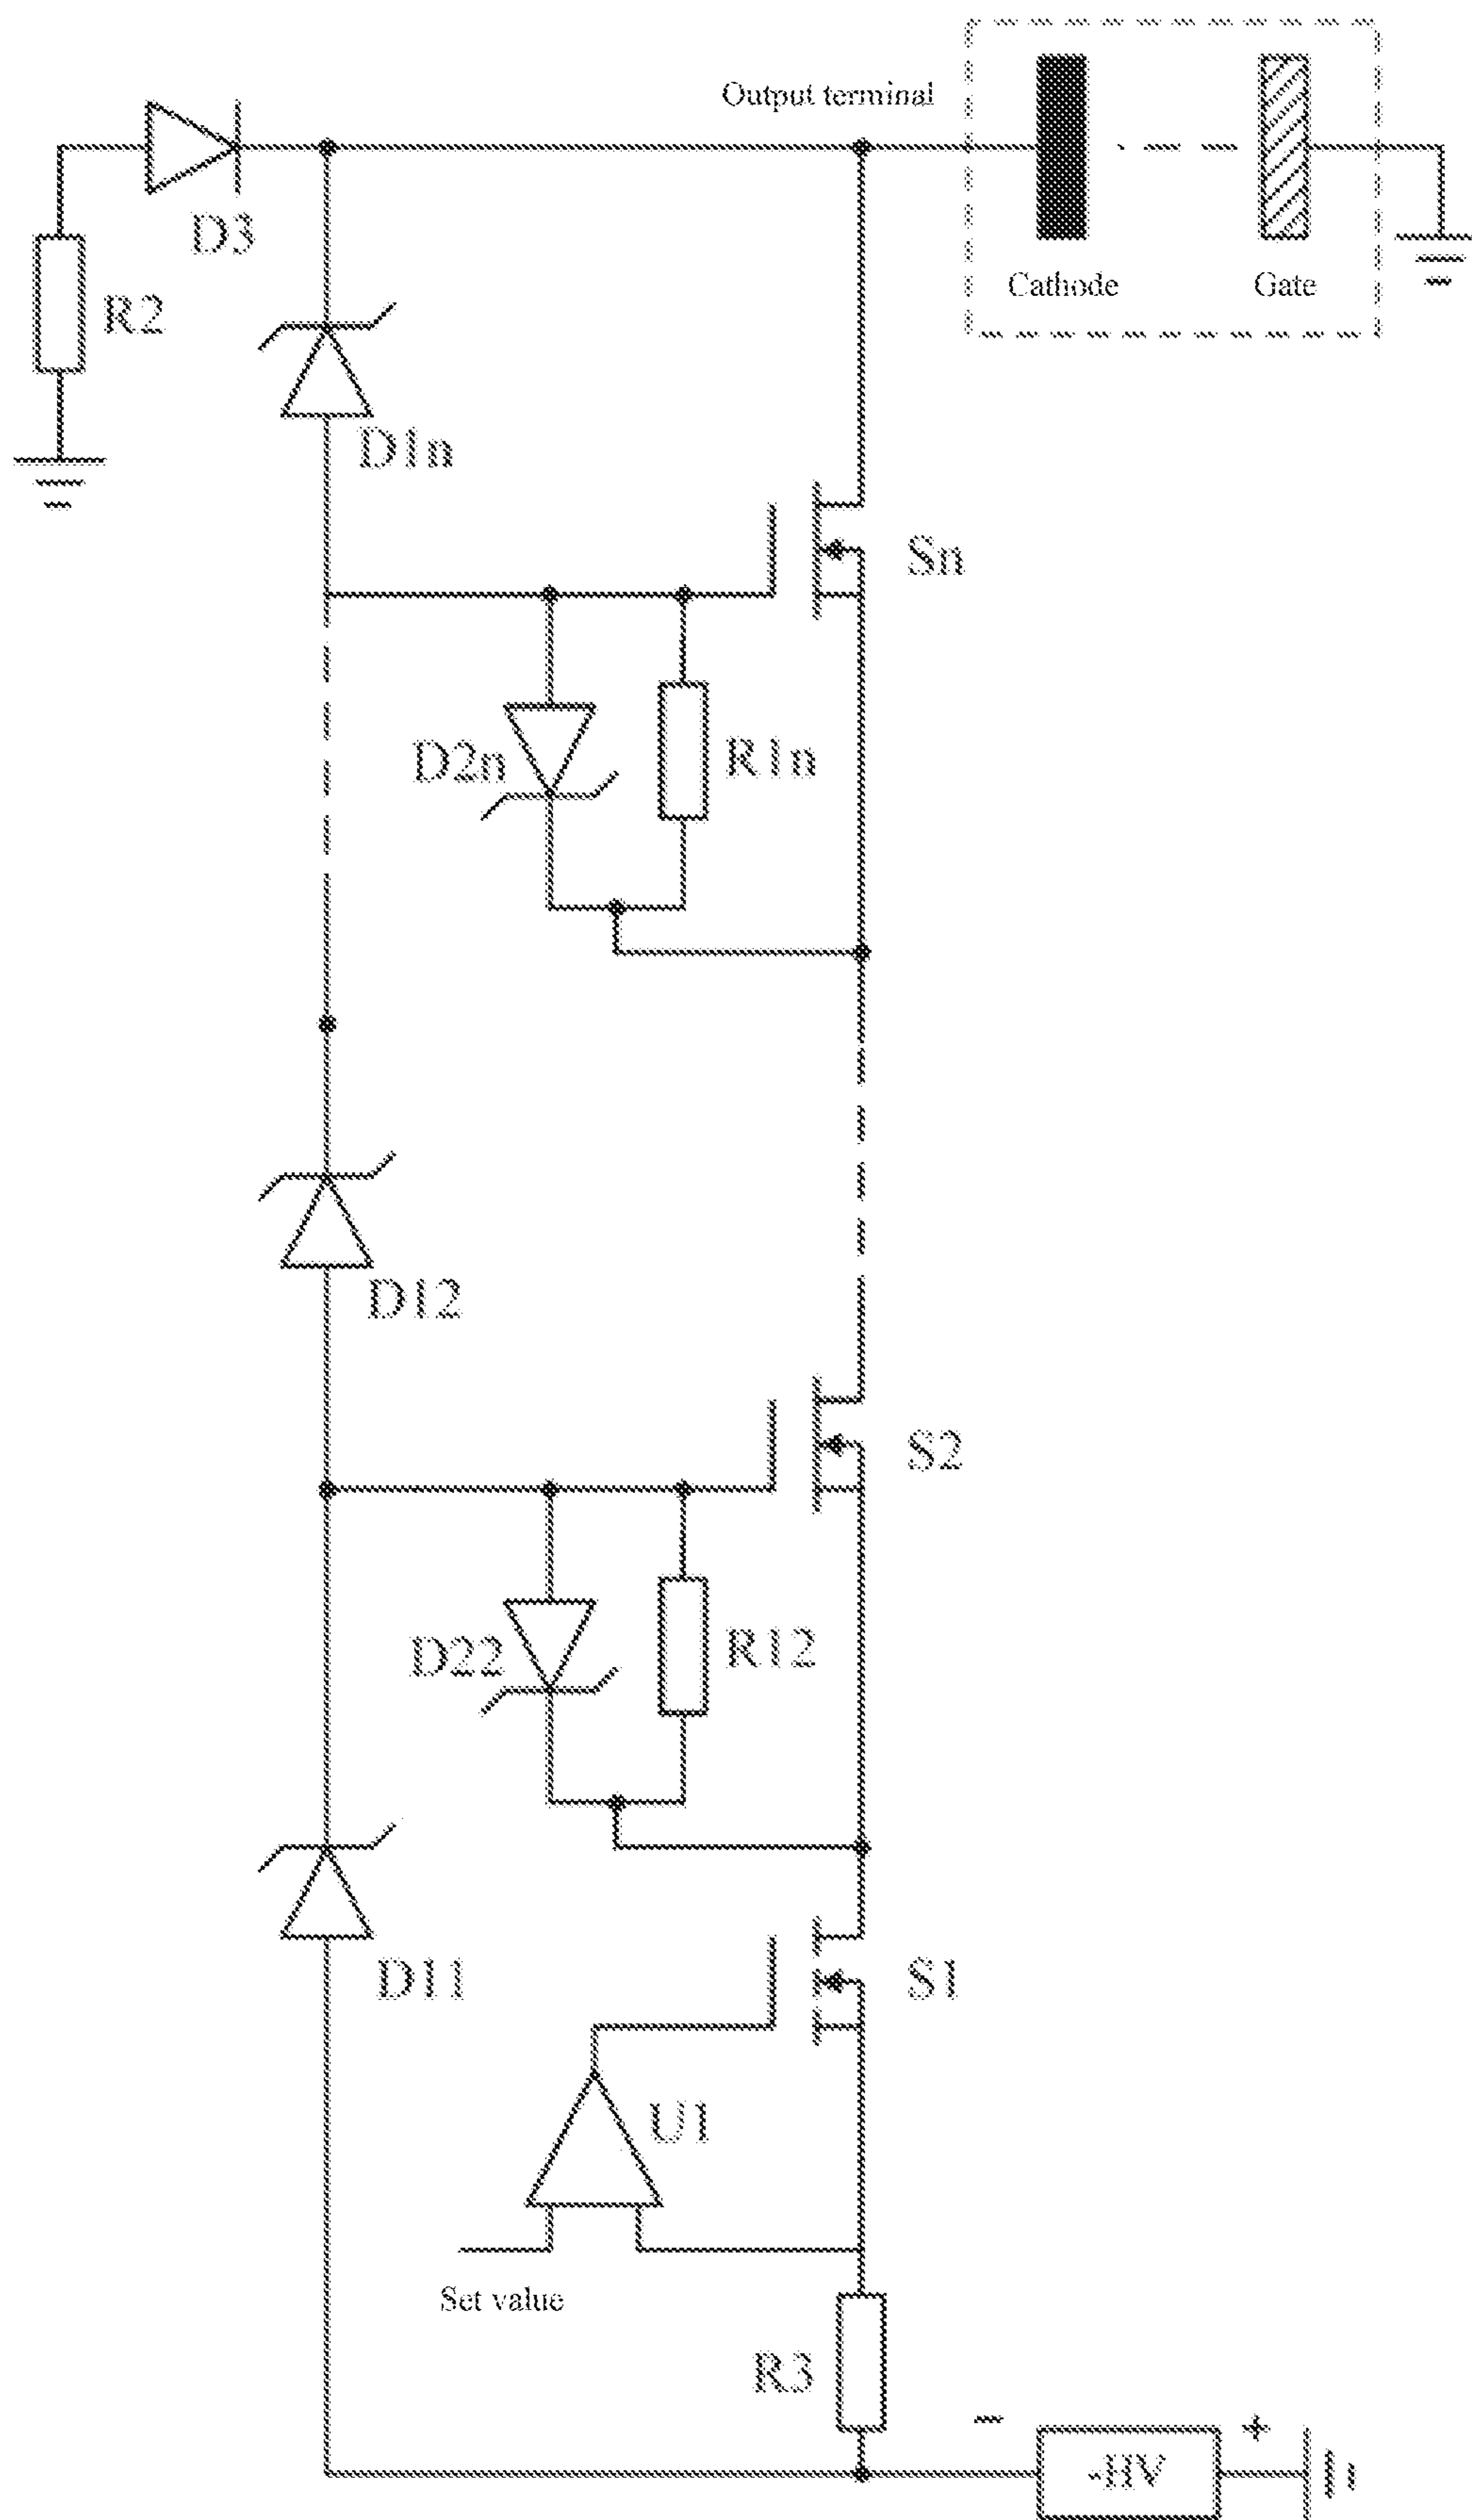 Output terminal
D3
R2
Cathode
Gate
D1n
Sn
D2n
R1n
D12
S2
D22
R12
D11
S1
U1
Set value
R3
- +
-HV